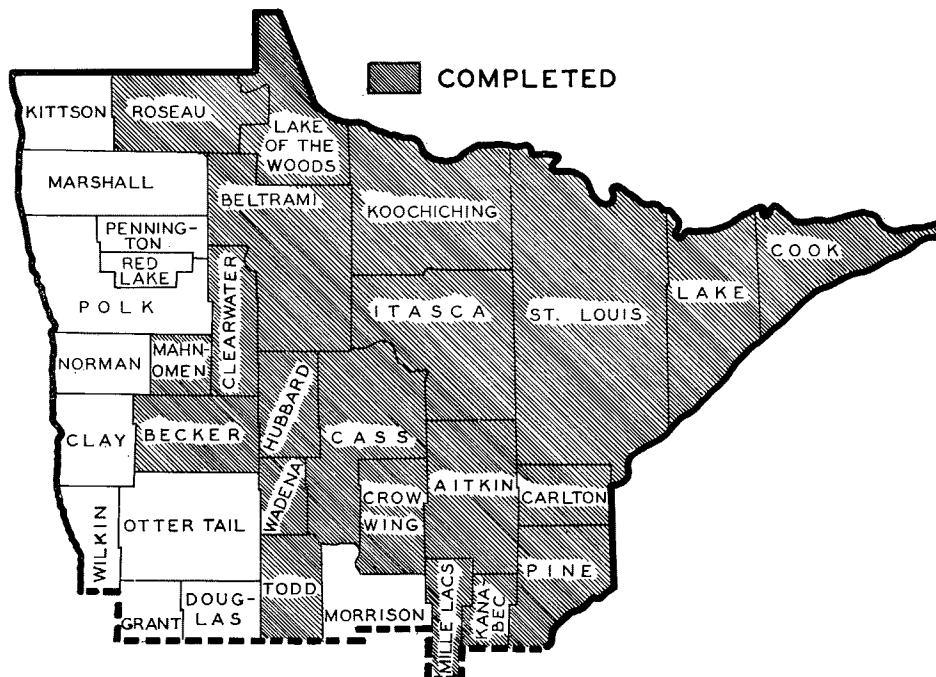 COMPLETED
KITTSON
ROSEAU
LAKE
OF THE
WOODS
MARSHALL
BELTRAMI
KOOCHICHING
PENNING-
TON
RED
LAKE
POLK
CLEARWATER
ITASCA
ST. LOUIS
LAKE
COOK
NORMAN
MAHN-
OMEN
HUBBARD
CLAY
BECKER
CASS
WADENA
CROW
WING
AITKIN
CARLTON
WILKIN
OTTER TAIL
PINE
GRANT
DOUG-
LAS
TODD
MORRISON
MILLE LACS
KANA-
BEC